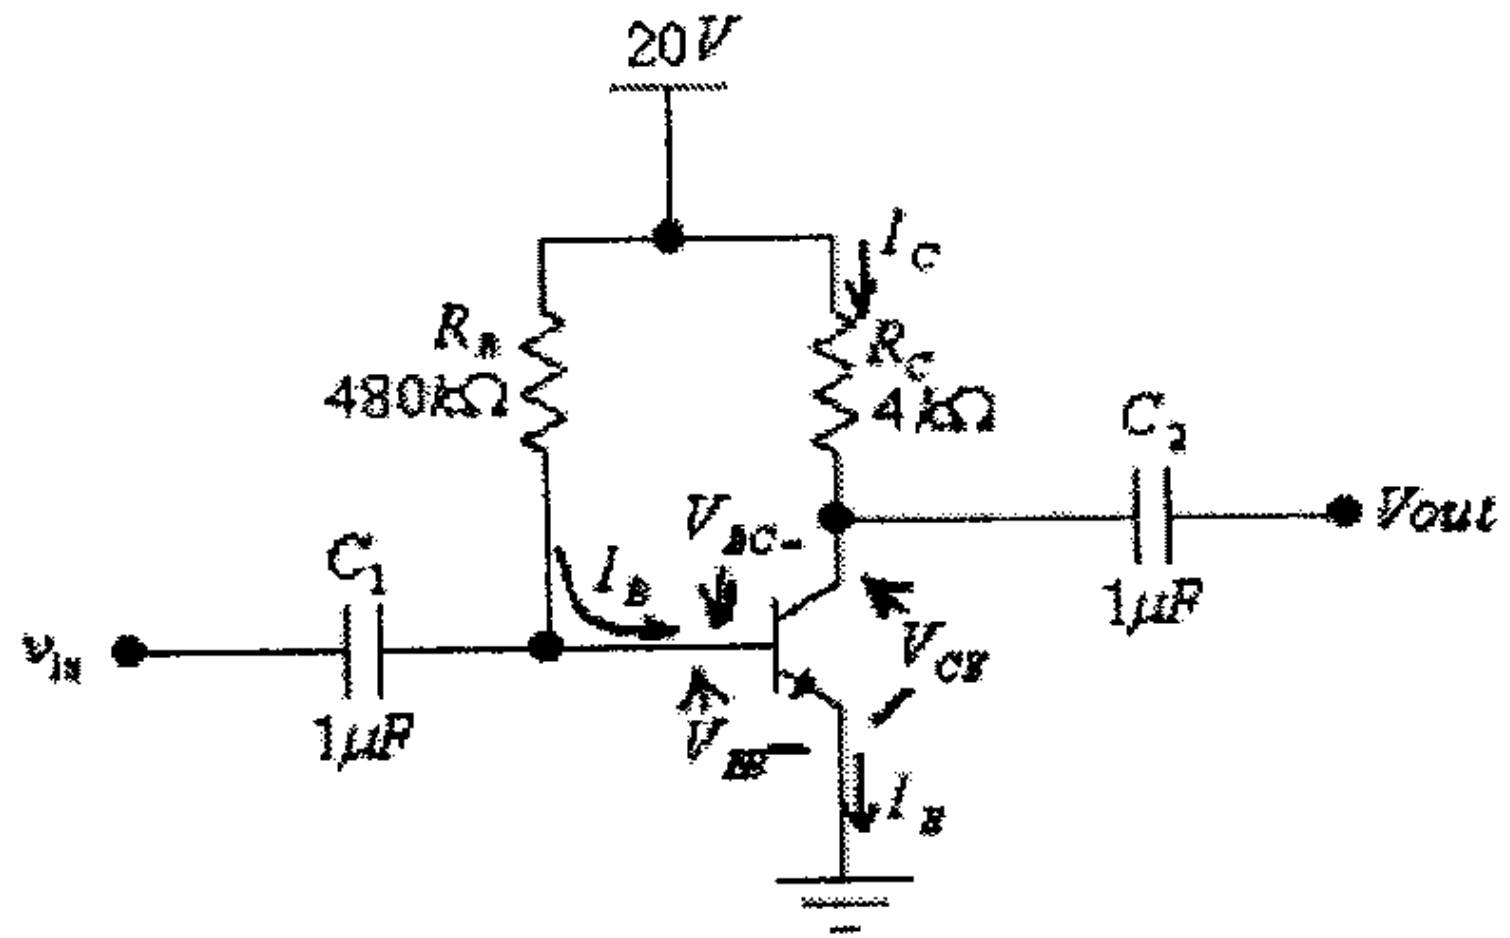 20V
I_C
R_B
480kΩ
R_C
4kΩ
C_2
V_BC-
Vout
C_1
I_B
1μF
v_in
V_CE
1μF
V_BE
I_E